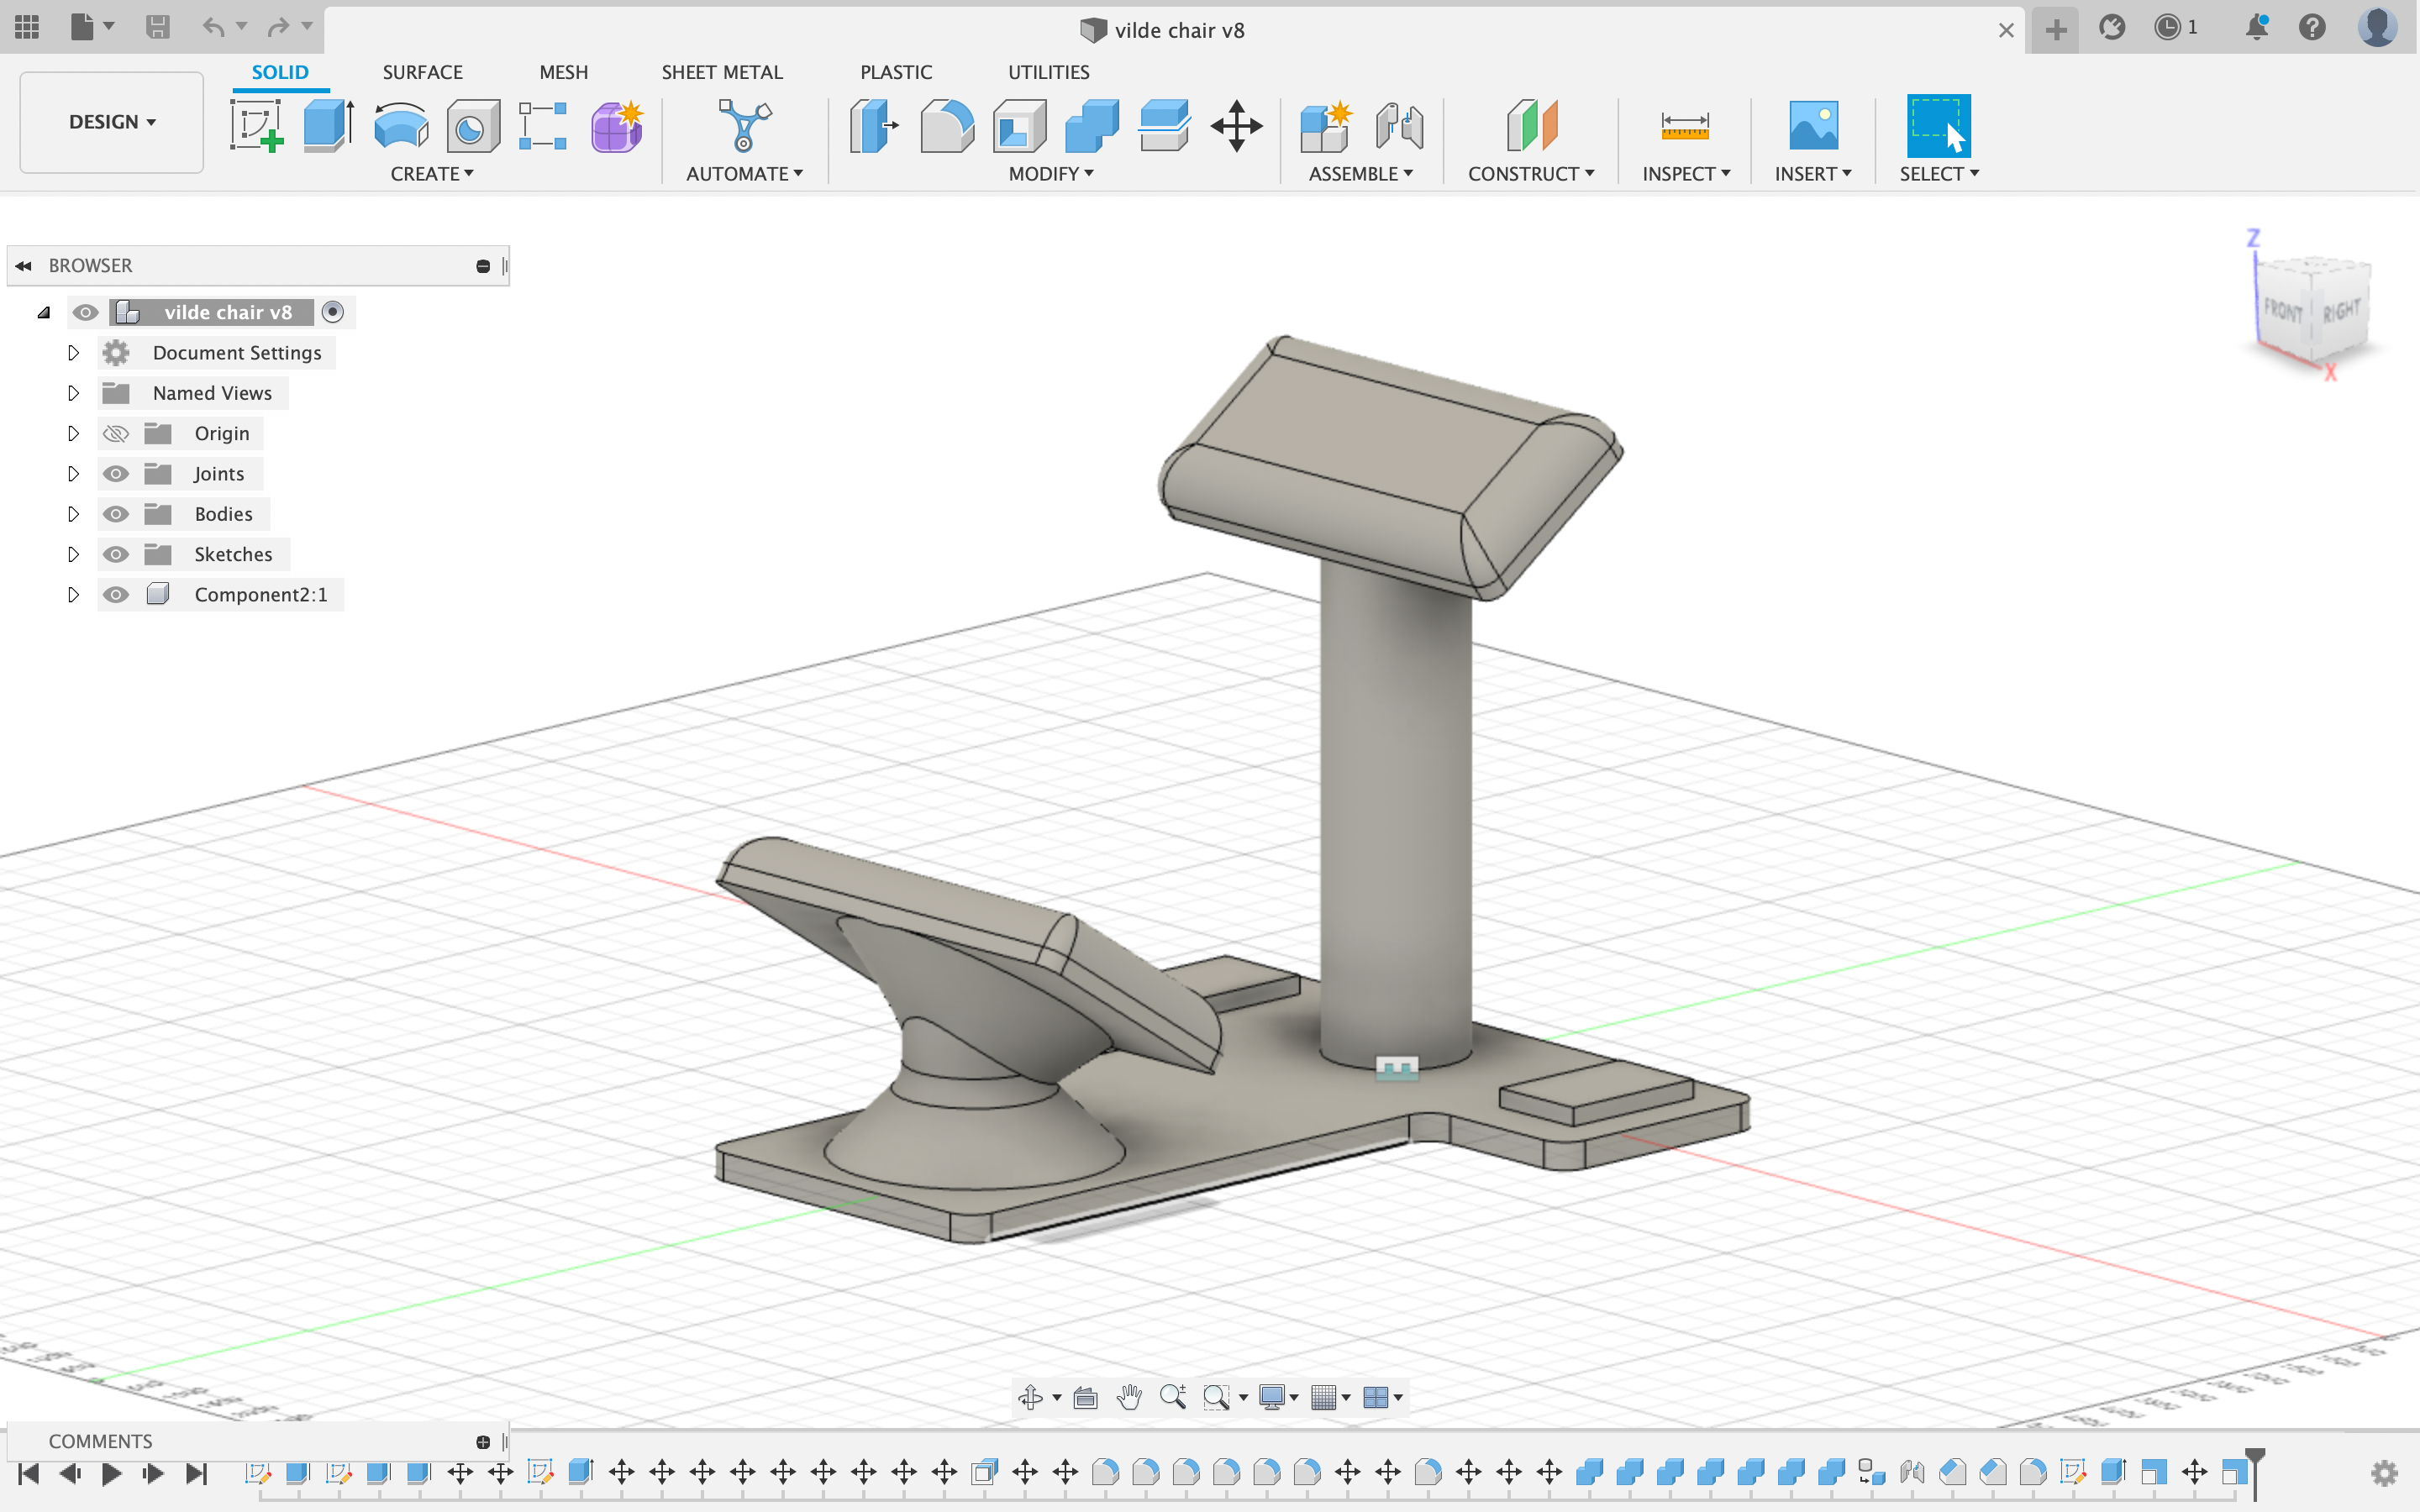 vilde chair v8
1
SOLID SURFACE MESH SHEET METAL PLASTIC UTILITIES
DESIGN
CREATE AUTOMATE MODIFY ASSEMBLE CONSTRUCT INSPECT INSERT SELECT
BROWSER
vilde chair v8
Document Settings
Named Views
Origin
Joints
Bodies
Sketches
Component2:1
Z
FRONT RIGHT
X
COMMENTS